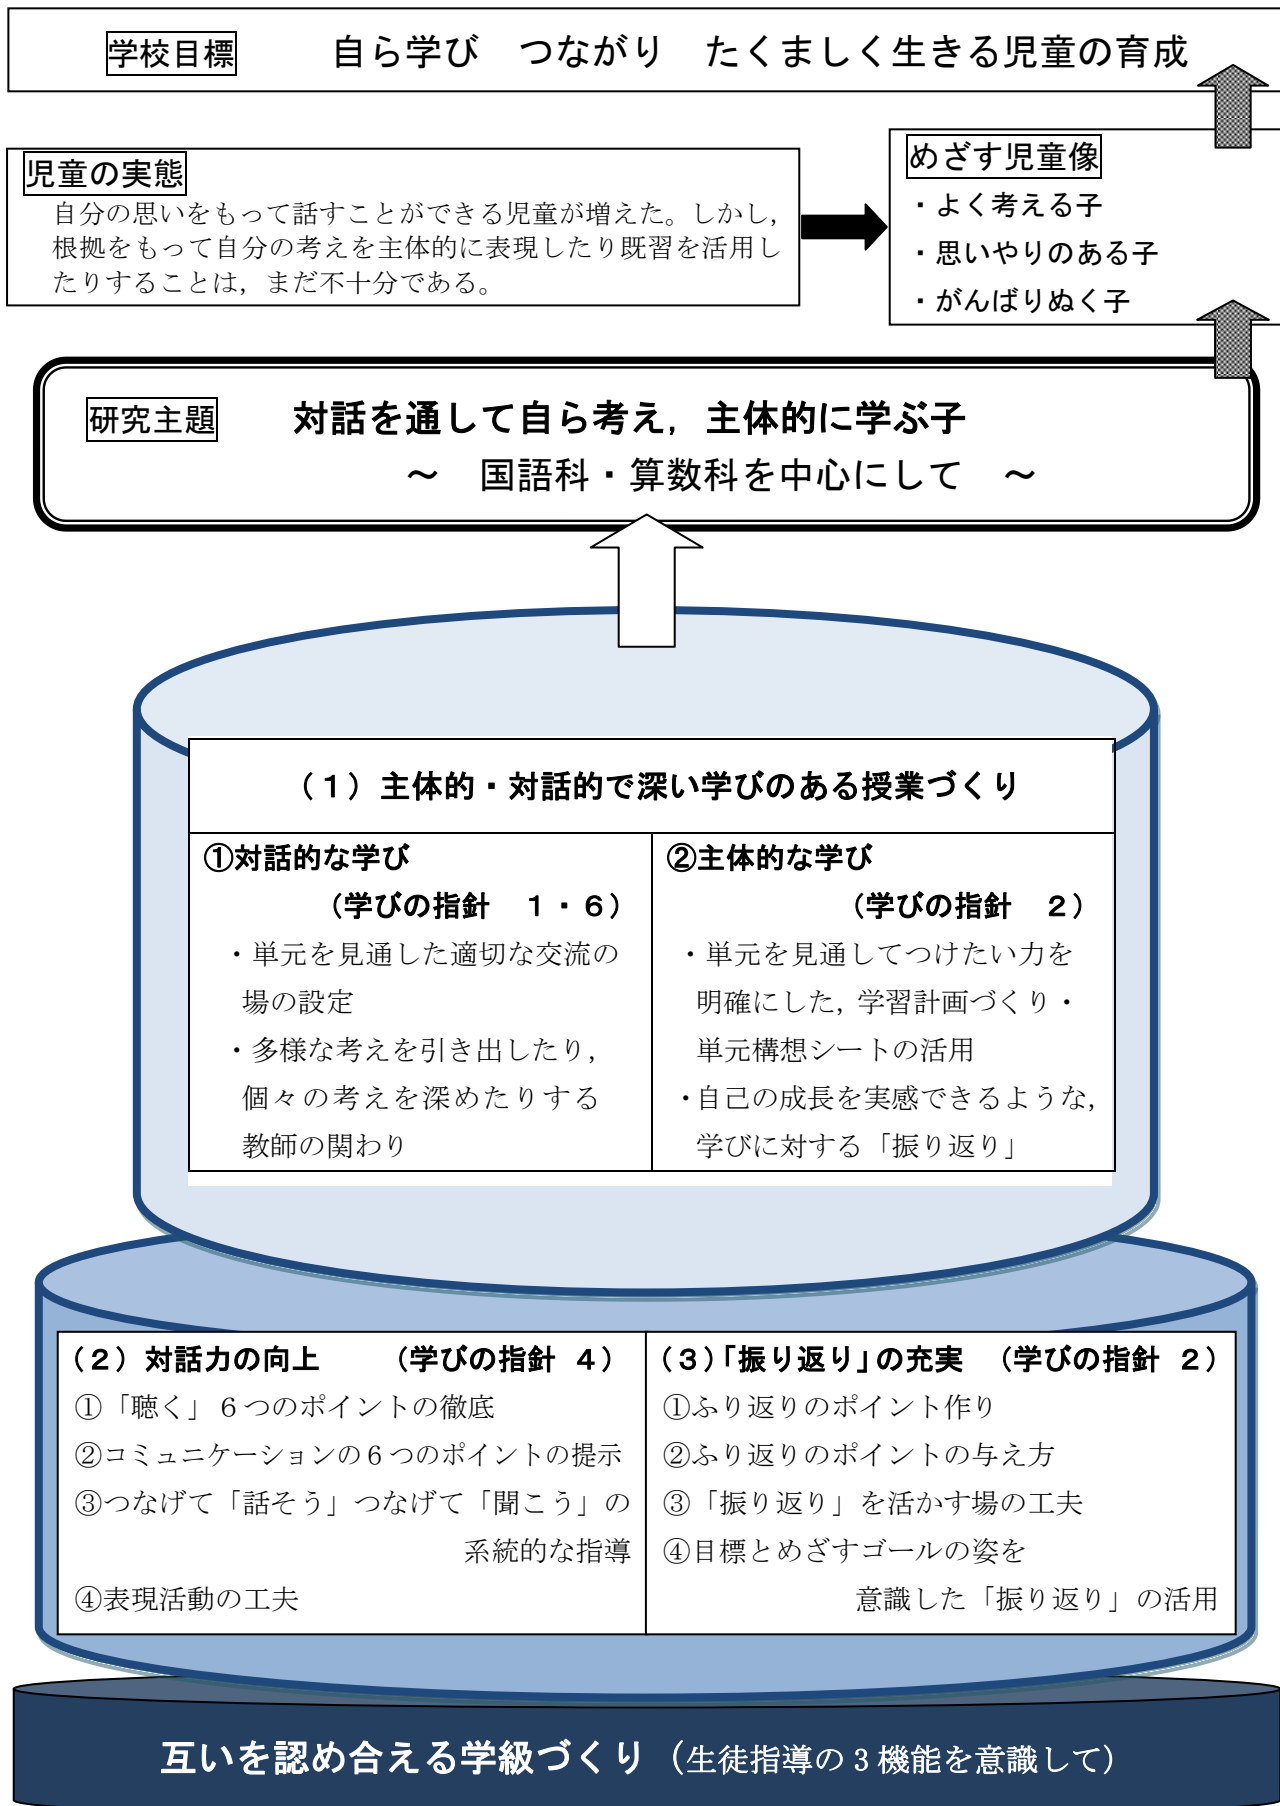 学校目標　自ら学び　つながり　たくましく生きる児童の育成
児童の実態
自分の思いをもって話すことができる児童が増えた。しかし，
根拠をもって自分の考えを主体的に表現したり既習を活用し
たりすることは，まだ不十分である。
めざす児童像
・よく考える子
・思いやりのある子
・がんばりぬく子
研究主題　対話を通して自ら考え，主体的に学ぶ子
～　国語科・算数科を中心にして　～
（１）主体的・対話的で深い学びのある授業づくり
①対話的な学び
（学びの指針　１・６）
・単元を見通した適切な交流の
場の設定
・多様な考えを引き出したり，
個々の考えを深めたりする
教師の関わり
②主体的な学び
（学びの指針　２）
・単元を見通してつけたい力を
明確にした，学習計画づくり・
単元構想シートの活用
・自己の成長を実感できるような，
学びに対する「振り返り」
（２）対話力の向上　（学びの指針　４）
①「聴く」６つのポイントの徹底
②コミュニケーションの６つのポイントの提示
③つなげて「話そう」つなげて「聞こう」の
系統的な指導
④表現活動の工夫
（３）「振り返り」の充実　（学びの指針　２）
①ふり返りのポイント作り
②ふり返りのポイントの与え方
③「振り返り」を活かす場の工夫
④目標とめざすゴールの姿を
意識した「振り返り」の活用
互いを認め合える学級づくり（生徒指導の３機能を意識して）